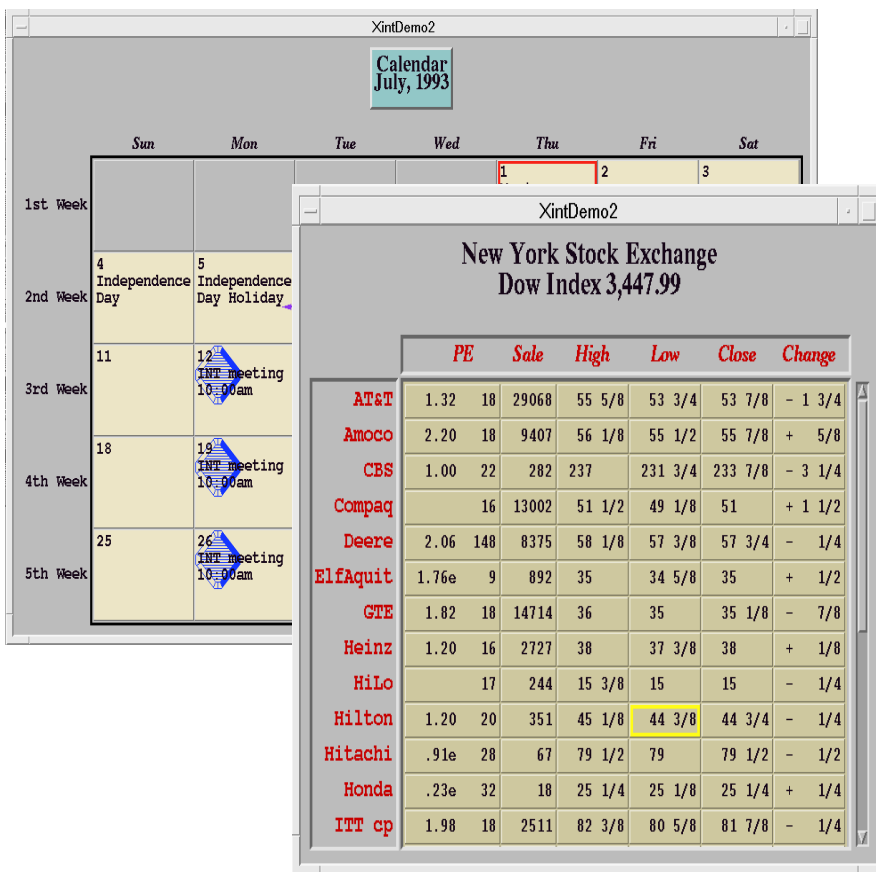 XintDemo2
Calendar
July, 1993
Sun Mon Tue Wed Thu Fri Sat
1st Week 1 2 3
2nd Week 4 Independence Day 5 Independence Day Holiday
3rd Week 11 12 INT meeting 10:00am
4th Week 18 19 INT meeting 10:00am
5th Week 25 26 INT meeting 10:00am
XintDemo2
New York Stock Exchange
Dow Index 3,447.99
PE Sale High Low Close Change
AT&T 1.32 18 29068 55 5/8 53 3/4 53 7/8 - 1 3/4
Amoco 2.20 18 9407 56 1/8 55 1/2 55 7/8 + 5/8
CBS 1.00 22 282 237 231 3/4 233 7/8 - 3 1/4
Compaq 16 13002 51 1/2 49 1/8 51 + 1 1/2
Deere 2.06 148 8375 58 1/8 57 3/8 57 3/4 - 1/4
ElfAquit 1.76e 9 892 35 34 5/8 35 + 1/2
GTE 1.82 18 14714 36 35 35 1/8 - 7/8
Heinz 1.20 16 2727 38 37 3/8 38 + 1/8
HiLo 17 244 15 3/8 15 15 - 1/4
Hilton 1.20 20 351 45 1/8 44 3/8 44 3/4 - 1/4
Hitachi .91e 28 67 79 1/2 79 79 1/2 - 1/2
Honda .23e 32 18 25 1/4 25 1/8 25 1/4 + 1/4
ITT cp 1.98 18 2511 82 3/8 80 5/8 81 7/8 - 1/4